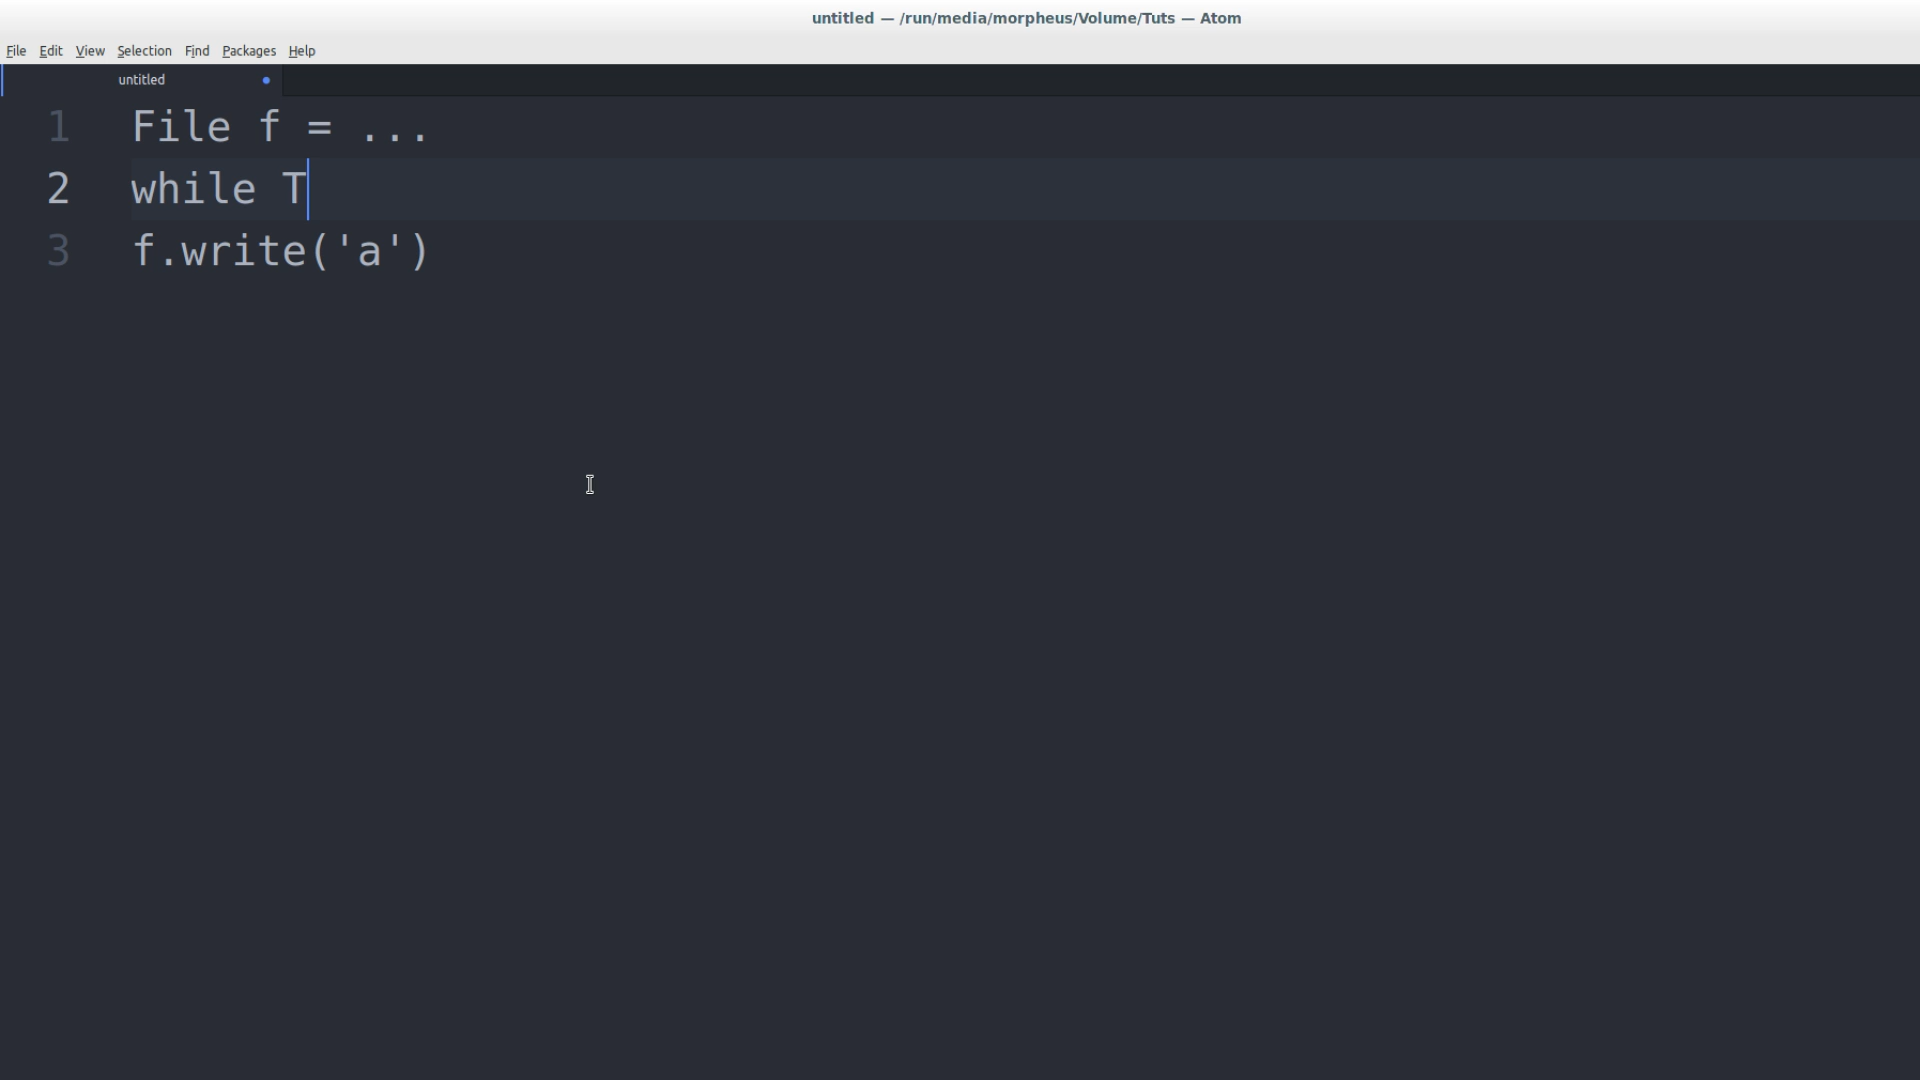 untitled — /run/media/morpheus/Volume/Tuts — Atom
File Edit View Selection Find Packages Help
untitled
1 File f = ...
2 while T
3 f.write('a')